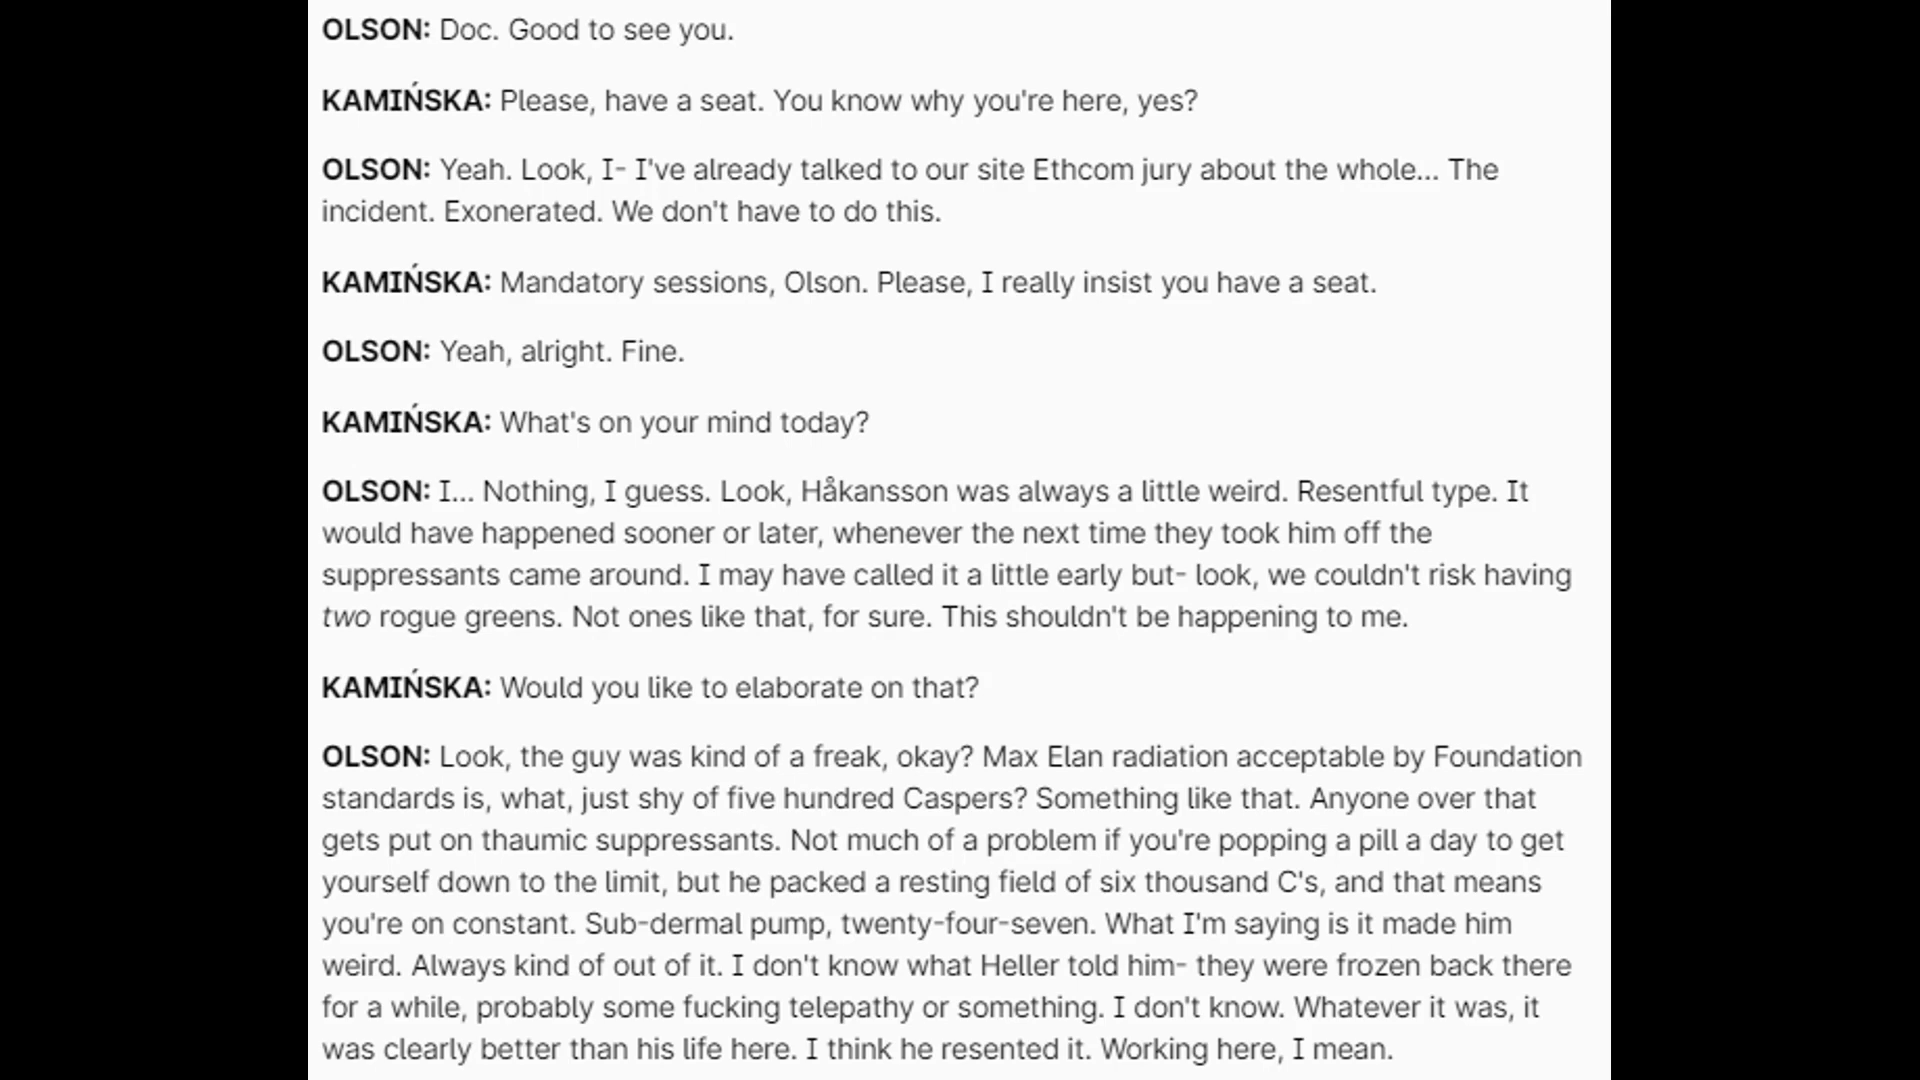 OLSON: Doc. Good to see you.
KAMIŃSKA: Please, have a seat. You know why you're here, yes?
OLSON: Yeah. Look, I- I've already talked to our site Ethcom jury about the whole... The
incident. Exonerated. We don't have to do this.
KAMIŃSKA: Mandatory sessions, Olson. Please, I really insist you have a seat.
OLSON: Yeah, alright. Fine.
KAMIŃSKA: What's on your mind today?
OLSON: I... Nothing, I guess. Look, Håkansson was always a little weird. Resentful type. It
would have happened sooner or later, whenever the next time they took him off the
suppressants came around. I may have called it a little early but- look, we couldn't risk having
two rogue greens. Not ones like that, for sure. This shouldn't be happening to me.
KAMIŃSKA: Would you like to elaborate on that?
OLSON: Look, the guy was kind of a freak, okay? Max Elan radiation acceptable by Foundation
standards is, what, just shy of five hundred Caspers? Something like that. Anyone over that
gets put on thaumic suppressants. Not much of a problem if you're popping a pill a day to get
yourself down to the limit, but he packed a resting field of six thousand C's, and that means
you're on constant. Sub-dermal pump, twenty-four-seven. What I'm saying is it made him
weird. Always kind of out of it. I don't know what Heller told him- they were frozen back there
for a while, probably some fucking telepathy or something. I don't know. Whatever it was, it
was clearly better than his life here. I think he resented it. Working here, I mean.